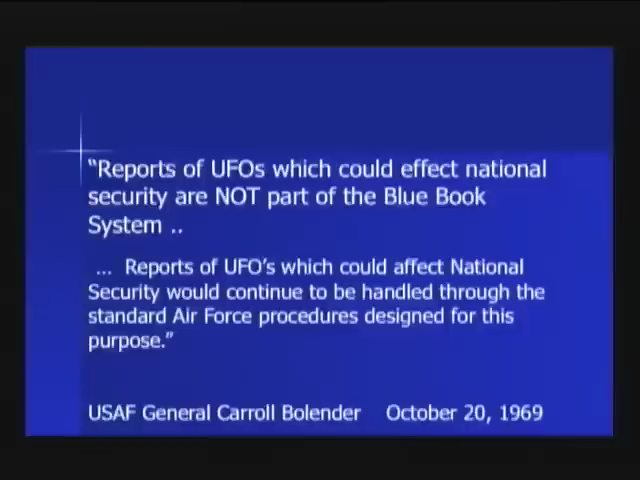 “Reports of UFOs which could effect national
security are NOT part of the Blue Book
System ..
... Reports of UFO’s which could affect National
Security would continue to be handled through the
standard Air Force procedures designed for this
purpose.”
USAF General Carroll Bolender October 20, 1969